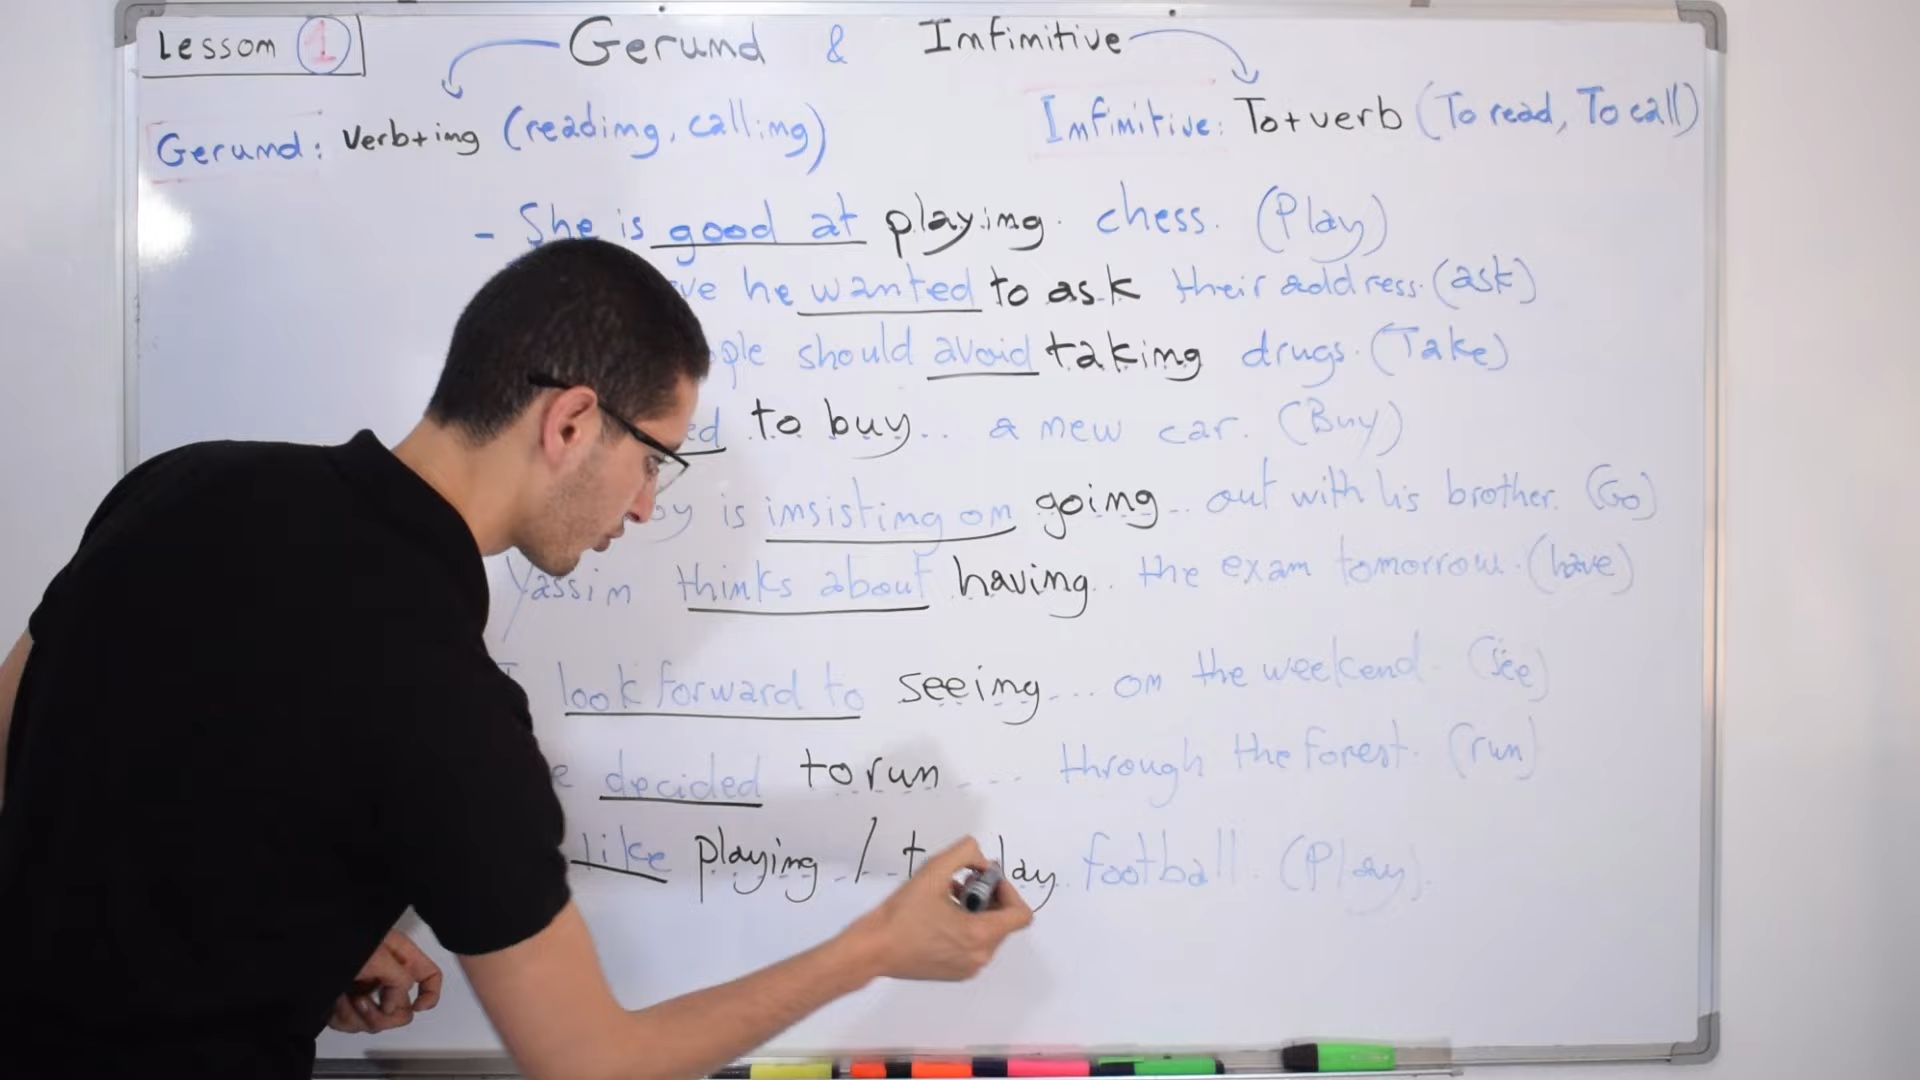 Lesson 1
Gerund & Infinitive
Gerund: Verb+ing (reading, calling)
Infinitive: To+verb (To read, To call)
- She is good at playing. chess. (Play)
he wanted to ask their address. (ask)
should avoid taking drugs. (Take)
to buy... a new car. (Buy)
is insisting on going... out with his brother. (Go)
Yassin thinks about having.. the exam tomorrow. (have)
I look forward to seeing.... on the weekend. (see)
decided to run .... through the forest. (run)
like playing / football. (Play).